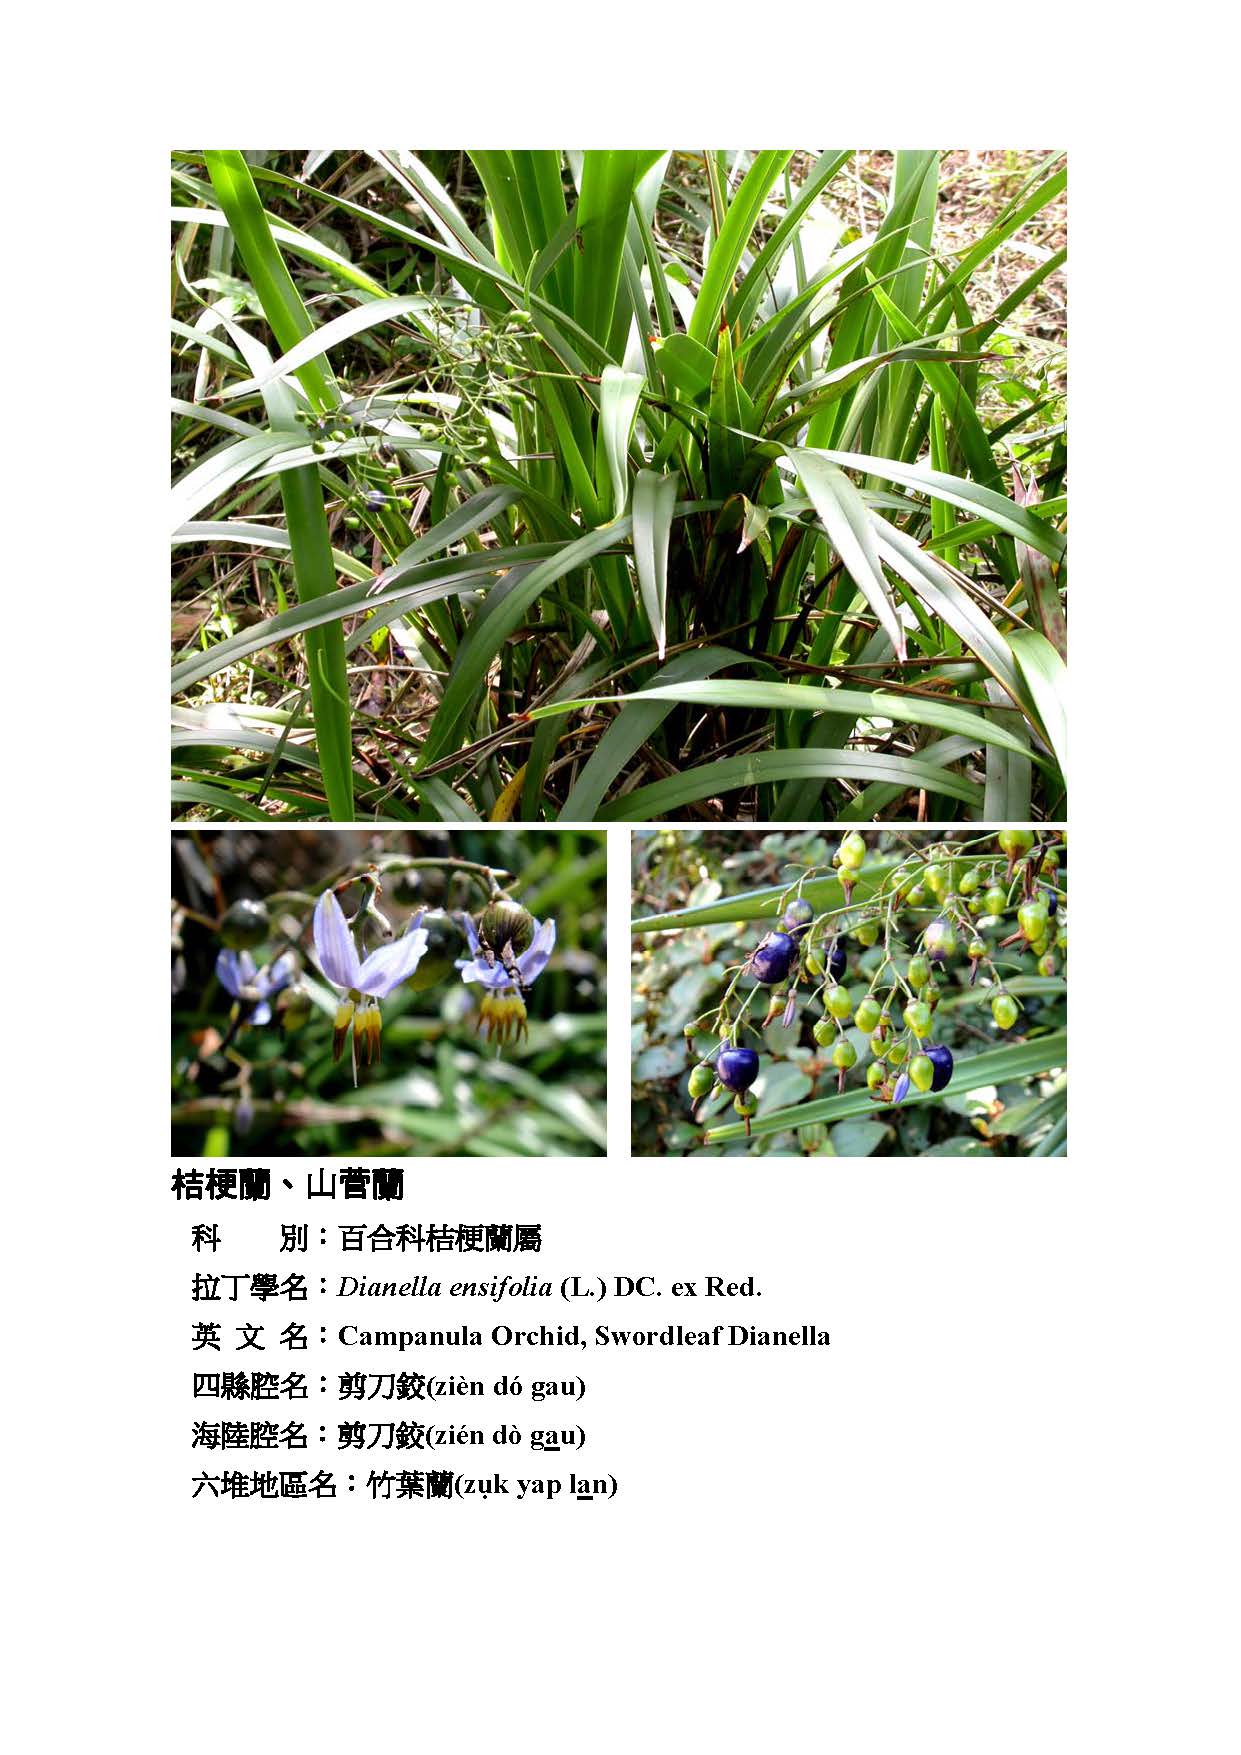 桔梗蘭、山菅蘭
科　　別：百合科桔梗蘭屬
拉丁學名：Dianella ensifolia (L.) DC. ex Red.
英 文 名：Campanula Orchid, Swordleaf Dianella
四縣腔名：剪刀鉸(zièn dó gau)
海陸腔名：剪刀鉸(zién dò ga̲u)
六堆地區名：竹葉蘭(zụk yap la̲n)